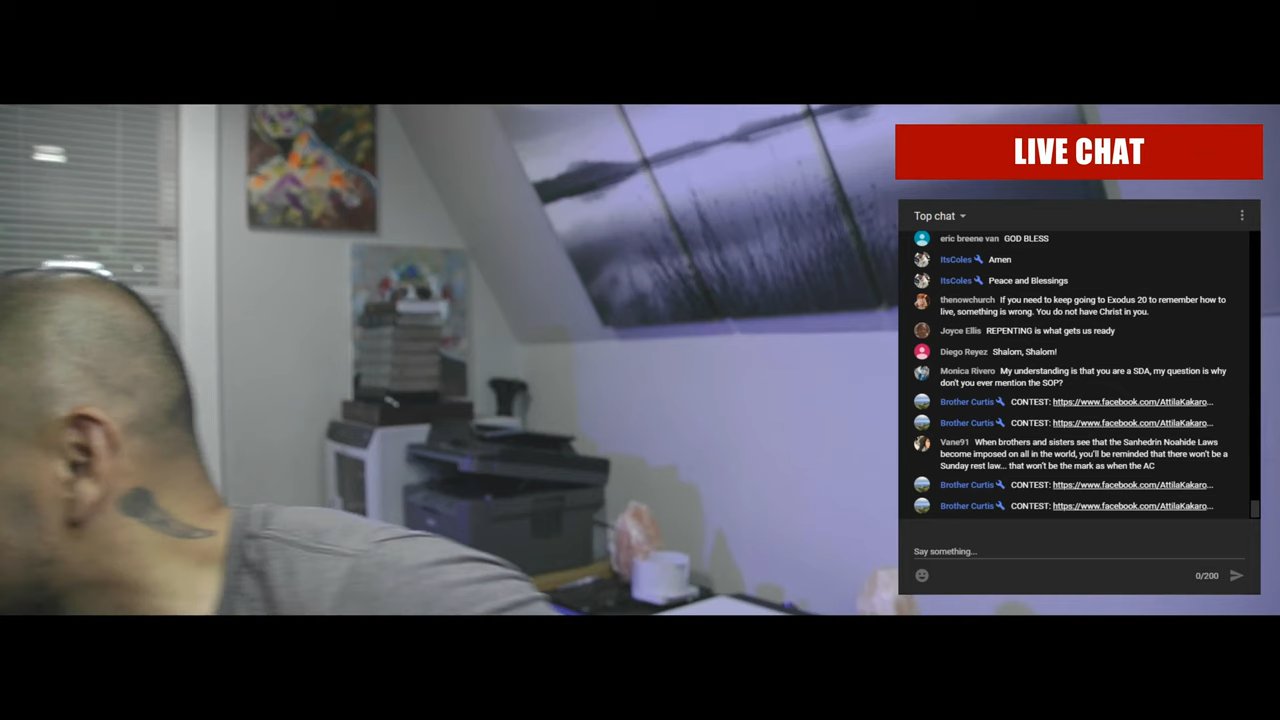 LIVE CHAT
Top chat
eric breene van GOD BLESS
ItsColes Amen
ItsColes Peace and Blessings
thenowchurch If you need to keep going to Exodus 20 to remember how to
live, something is wrong. You do not have Christ in you.
Joyce Ellis REPENTING is what gets us ready
Diego Reyez Shalom, Shalom!
Monica Rivero My understanding is that you are a SDA, my question is why
don't you ever mention the SOP?
Brother Curtis CONTEST: https://www.facebook.com/AttilaKakaro...
Brother Curtis CONTEST: https://www.facebook.com/AttilaKakaro...
Vane91 When brothers and sisters see that the Sanhedrin Noahide Laws
become imposed on all in the world, you'll be reminded that there won't be a
Sunday rest law... that won't be the mark as when the AC
Brother Curtis CONTEST: https://www.facebook.com/AttilaKakaro...
Brother Curtis CONTEST: https://www.facebook.com/AttilaKakaro...
Say something...
0/200